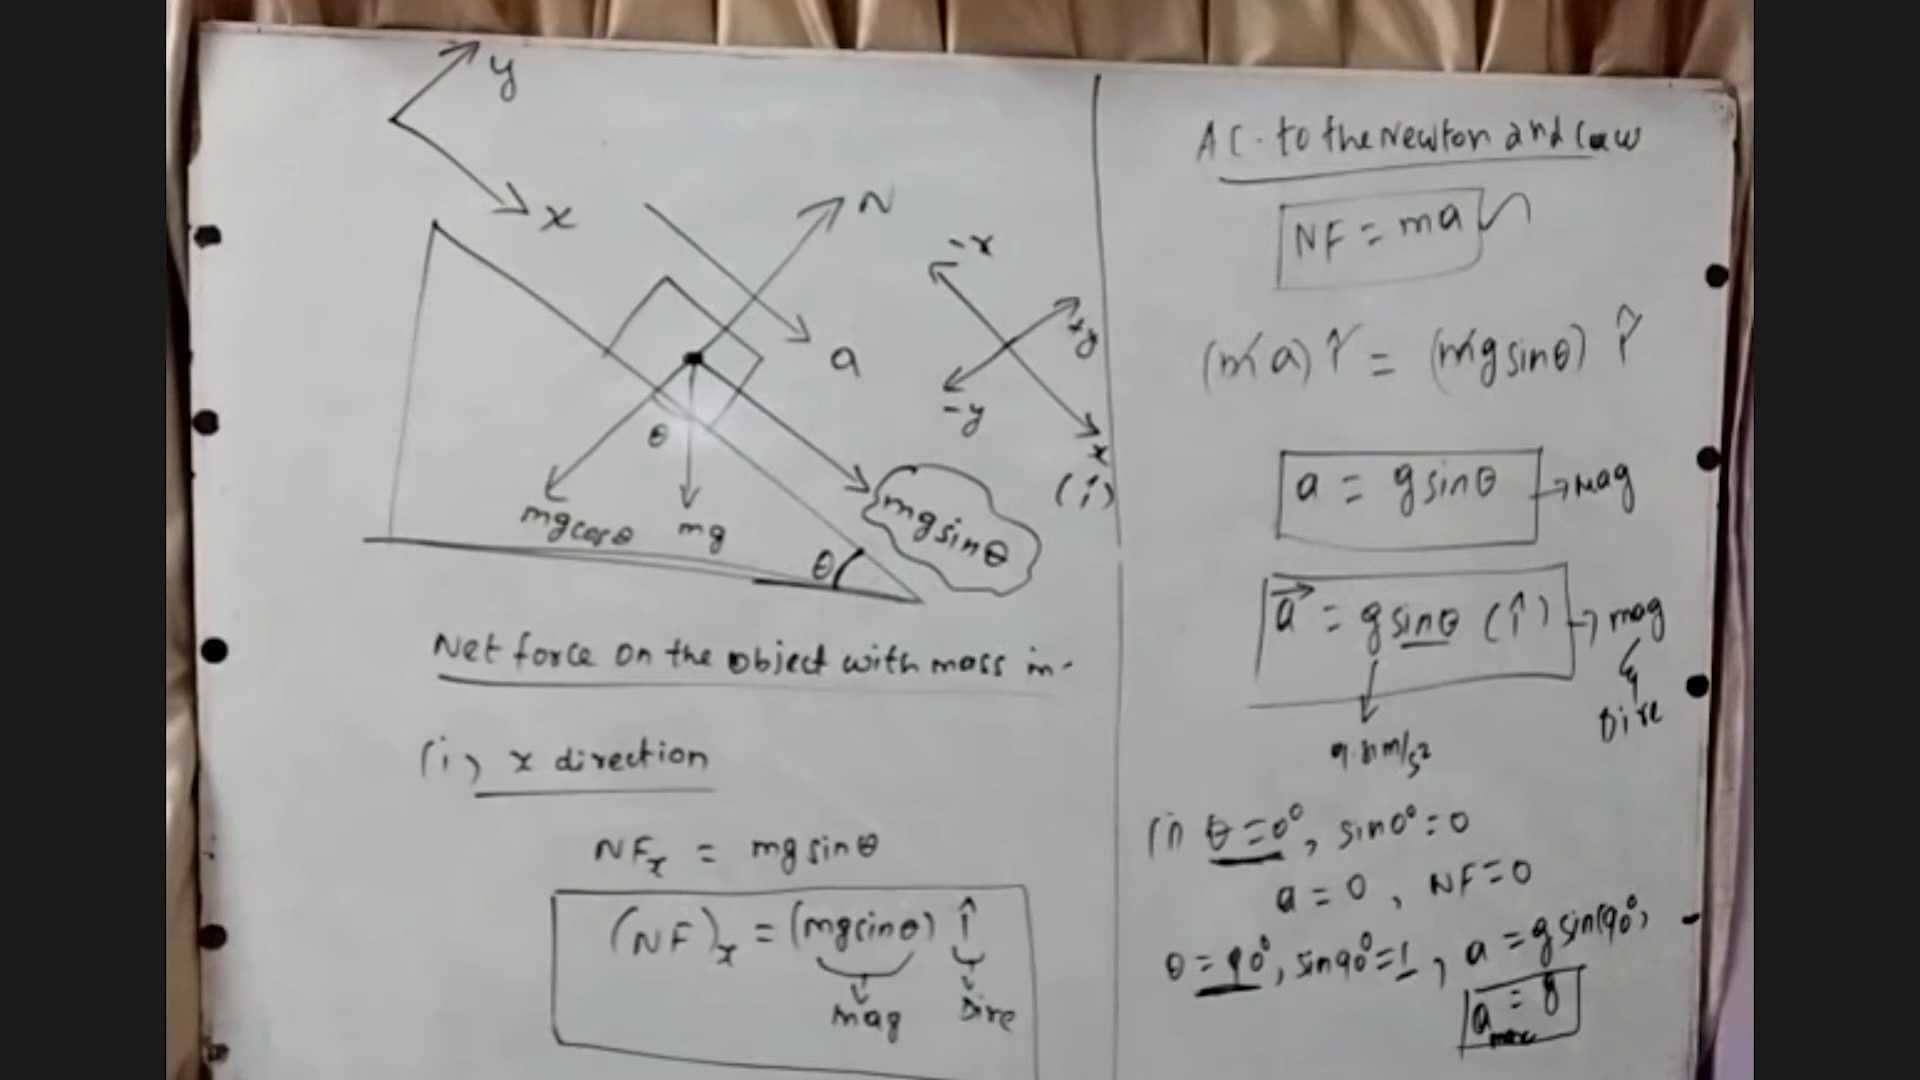 y
x
N
a
θ
mgcosθ
mg
mgsinθ
θ
-x
+y
-y
x
(î)
Net force on the object with mass m.
(i) x direction
NFx = mgsinθ
(NF)x = (mgsinθ) î
mag Dire
AC. to the Newton 2nd Law
NF = ma
(ma) î = (mgsinθ) î
a = gsinθ → mag
a⃗ = gsinθ (î) → mag
& Dire
9.8m/s²
(i) θ=0°, sin0°=0
a = 0, NF=0
θ=90°, sin90°=1, a = g sin(90°)
amax = g